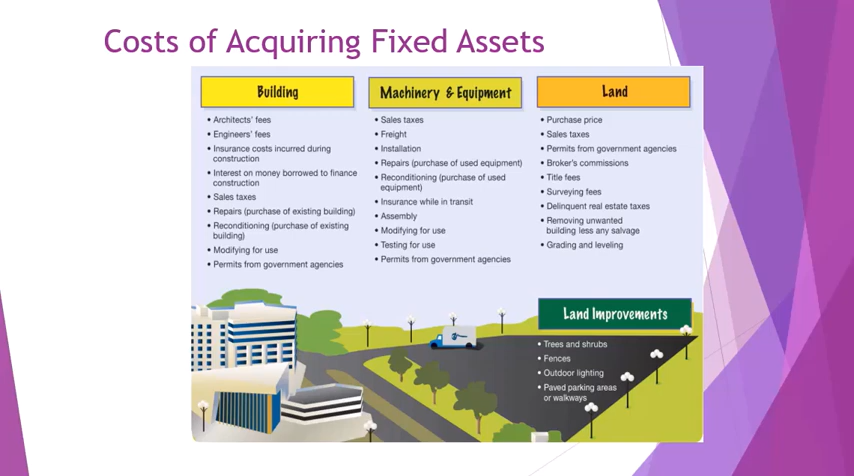 Costs of Acquiring Fixed Assets
Building
• Architects' fees
• Engineers' fees
• Insurance costs incurred during
construction
• Interest on money borrowed to finance
construction
• Sales taxes
• Repairs (purchase of existing building)
• Reconditioning (purchase of existing
building)
• Modifying for use
• Permits from government agencies
Machinery & Equipment
• Sales taxes
• Freight
• Installation
• Repairs (purchase of used equipment)
• Reconditioning (purchase of used
equipment)
• Insurance while in transit
• Assembly
• Modifying for use
• Testing for use
• Permits from government agencies
Land
• Purchase price
• Sales taxes
• Permits from government agencies
• Broker's commissions
• Title fees
• Surveying fees
• Delinquent real estate taxes
• Removing unwanted
building less any salvage
• Grading and leveling
Land Improvements
• Trees and shrubs
• Fences
• Outdoor lighting
• Paved parking areas
or walkways